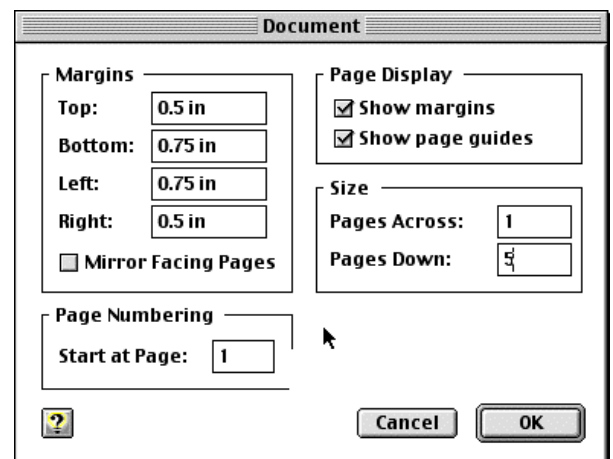 Document
Margins
Top: 0.5 in
Bottom: 0.75 in
Left: 0.75 in
Right: 0.5 in
Mirror Facing Pages
Page Numbering
Start at Page: 1
Page Display
Show margins
Show page guides
Size
Pages Across: 1
Pages Down: 5
?
Cancel
OK